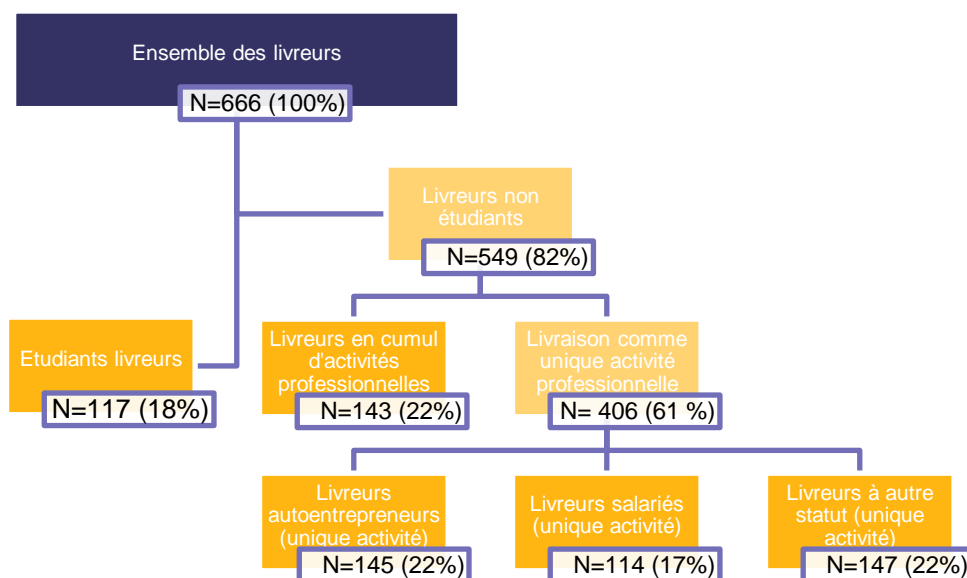 Ensemble des livreurs
N=666 (100%)
Livreurs non
étudiants
N=549 (82%)
Etudiants livreurs
N=117 (18%)
Livreurs en cumul
d'activités
professionnelles
N=143 (22%)
Livraison comme
unique activité
professionnelle
N= 406 (61 %)
Livreurs
autoentrepreneurs
(unique activité)
N=145 (22%)
Livreurs salariés
(unique activité)
N=114 (17%)
Livreurs à autre
statut (unique
activité)
N=147 (22%)